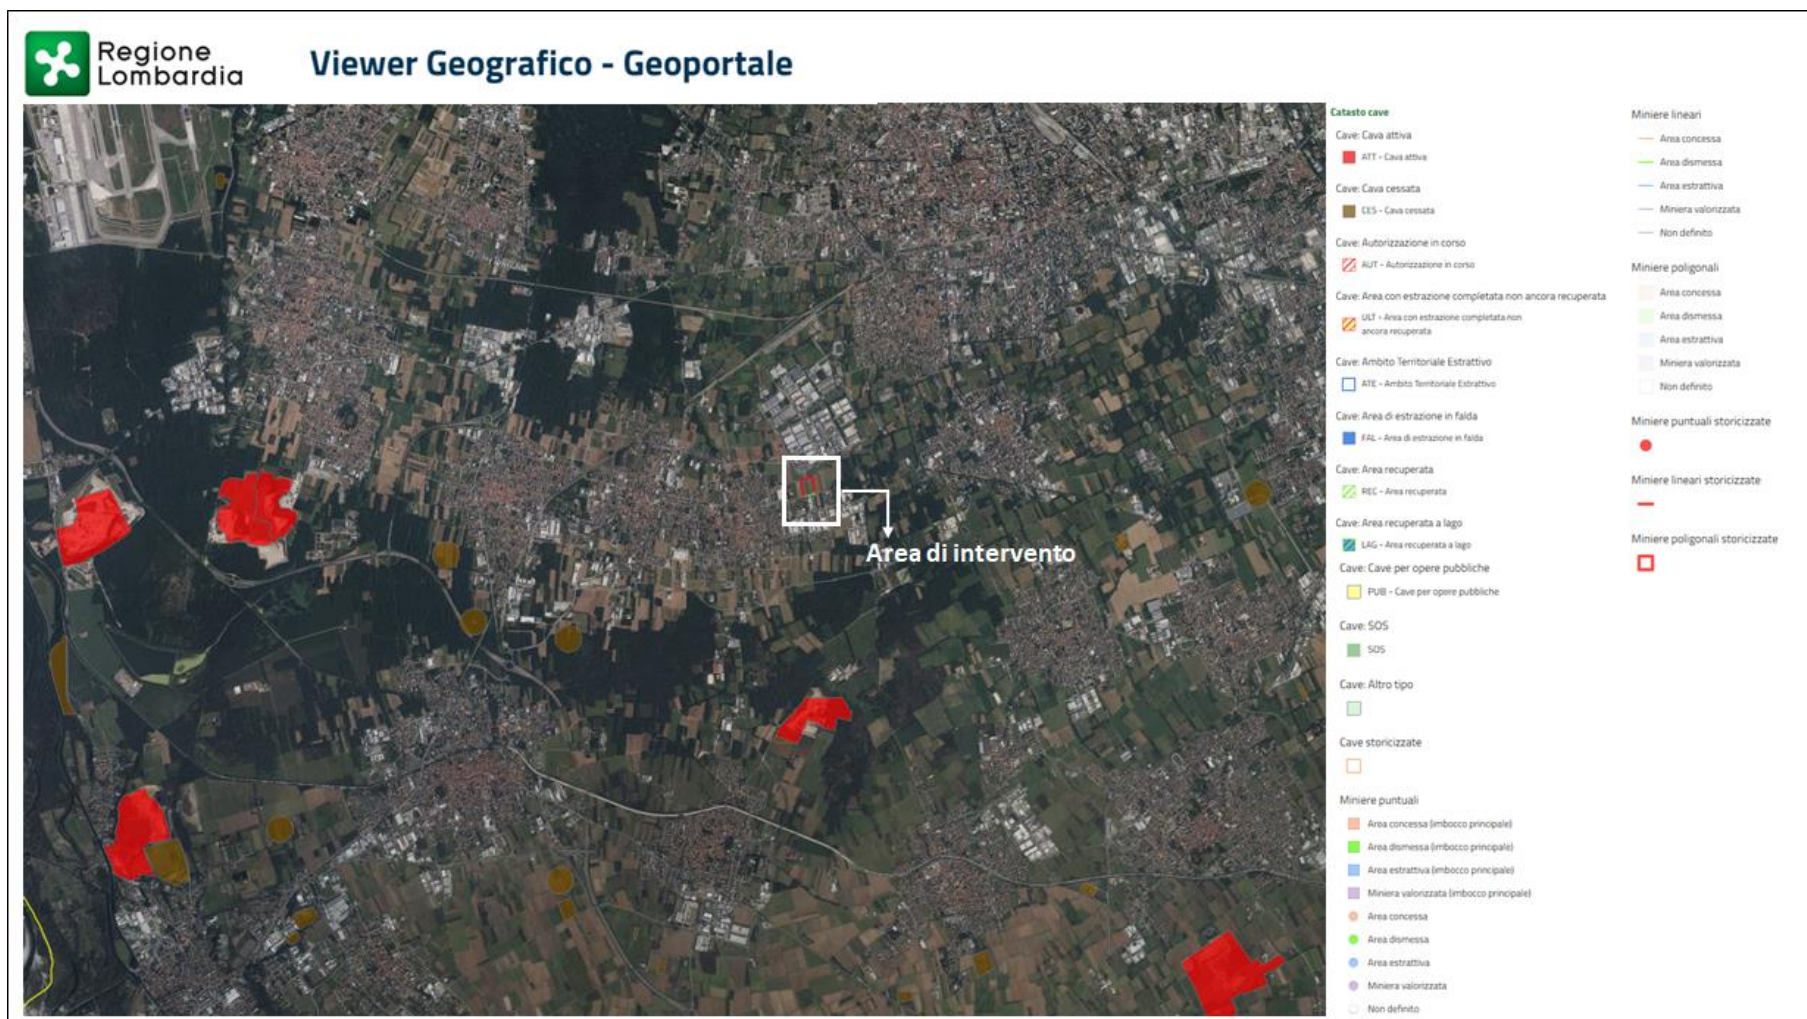 Regione
Lombardia
Viewer Geografico - Geoportale
Area di intervento
Catasto cave
Cave: Cava attiva
ATT - Cava attiva
Cave: Cava cessata
CES - Cava cessata
Cave: Autorizzazione in corso
AUT - Autorizzazione in corso
Cave: Area con estrazione completata non ancora recuperata
ULT - Area con estrazione completata non
ancora recuperata
Cave: Ambito Territoriale Estrattivo
ATE - Ambito Territoriale Estrattivo
Cave: Area di estrazione in falda
FAL - Area di estrazione in falda
Cave: Area recuperata
REC - Area recuperata
Cave: Area recuperata a lago
LAG - Area recuperata a lago
Cave: Cave per opere pubbliche
PUB - Cave per opere pubbliche
Cave: SOS
SOS
Cave: Altro tipo
Cave storicizzate
Miniere puntuali
Area concessa (imbocco principale)
Area dismessa (imbocco principale)
Area estrattiva (imbocco principale)
Miniera valorizzata (imbocco principale)
Area concessa
Area dismessa
Area estrattiva
Miniera valorizzata
Non definito
Miniere lineari
Area concessa
Area dismessa
Area estrattiva
Miniera valorizzata
Non definito
Miniere poligonali
Area concessa
Area dismessa
Area estrattiva
Miniera valorizzata
Non definito
Miniere puntuali storicizzate
Miniere lineari storicizzate
Miniere poligonali storicizzate